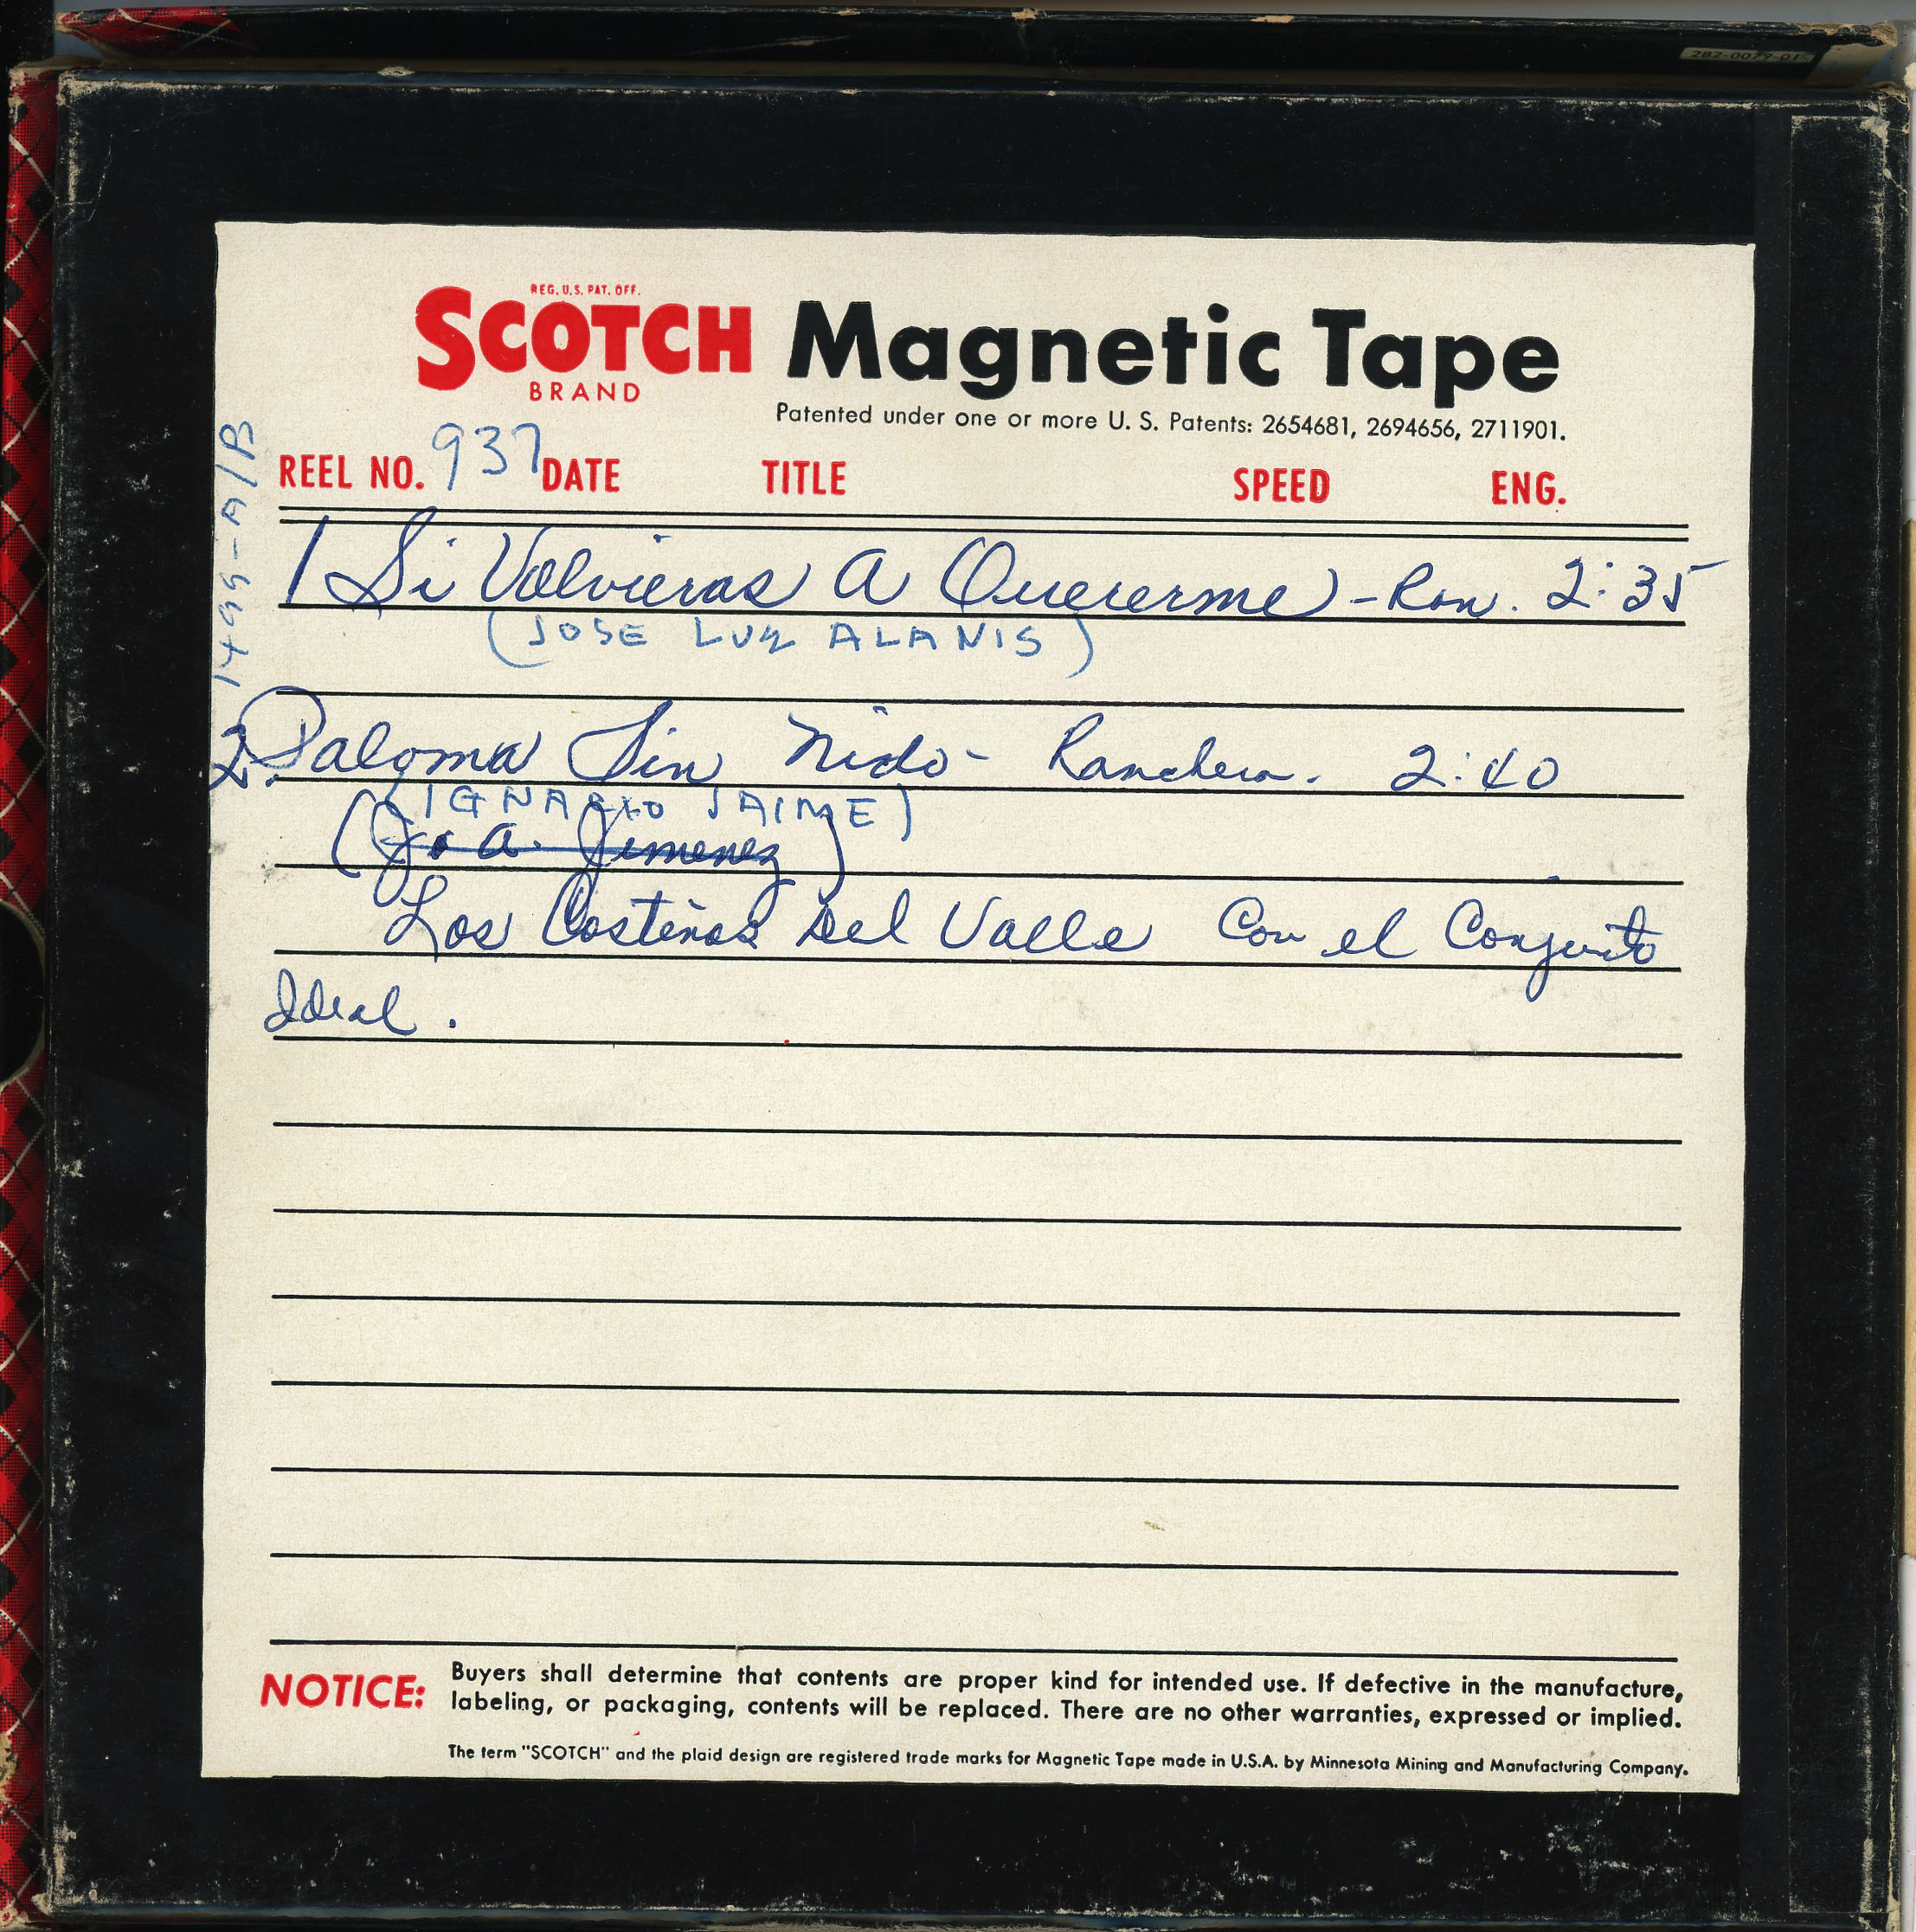 282-0079-01
REG. U.S. PAT. OFF.
SCOTCH Magnetic Tape
BRAND
Patented under one or more U. S. Patents: 2654681, 2694656, 2711901.
1499-A/B
REEL NO. 937 DATE TITLE SPEED ENG.
1 Si Volvieras A Quererme - Ran. 2:35
(JOSE LUZ ALANIS)
2. Paloma Sin Nido - Ranchera. 2:40
(IGNACIO JAIME)
(Jo A. Jimenez)
Los Costeños Del Valle Con el Conjunto
Ideal.
NOTICE: Buyers shall determine that contents are proper kind for intended use. If defective in the manufacture,
labeling, or packaging, contents will be replaced. There are no other warranties, expressed or implied.
The term "SCOTCH" and the plaid design are registered trade marks for Magnetic Tape made in U.S.A. by Minnesota Mining and Manufacturing Company.